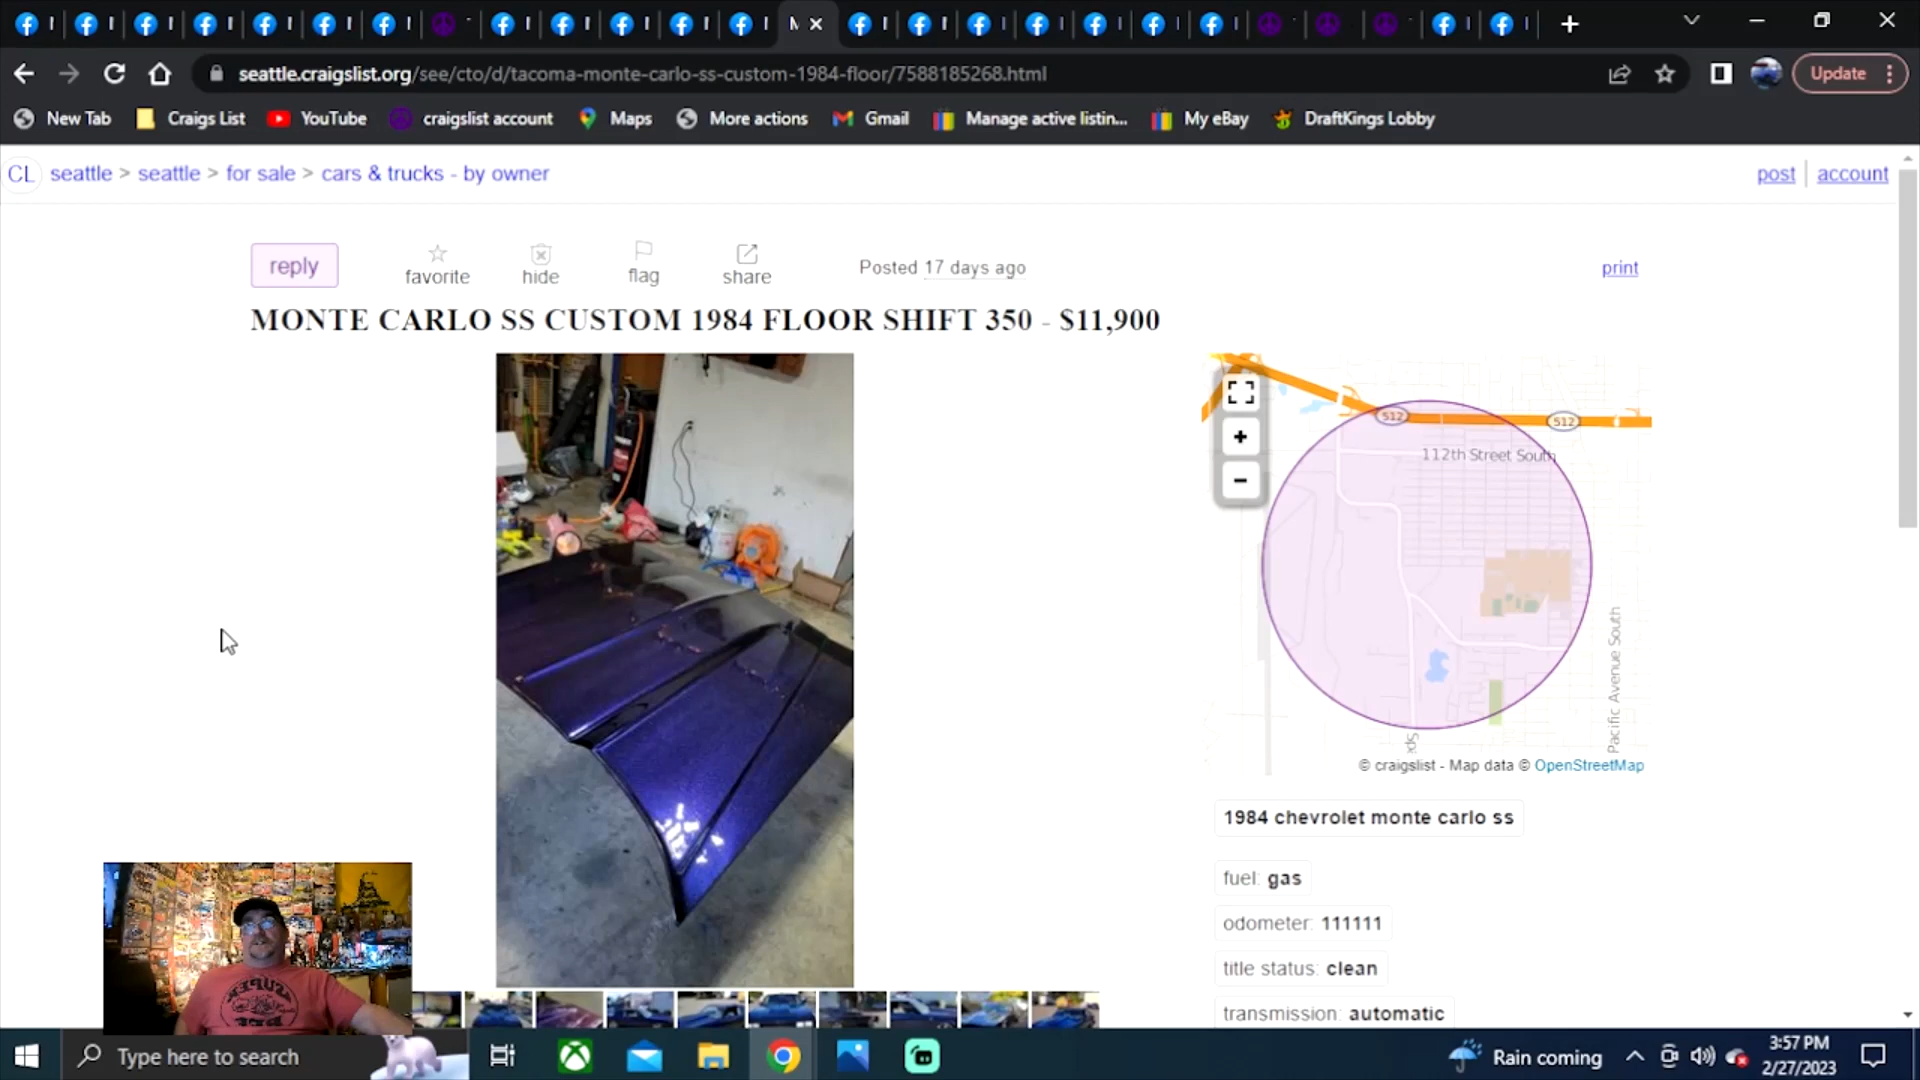 seattle.craigslist.org/see/cto/d/tacoma-monte-carlo-ss-custom-1984-floor/7588185268.html
Update
New Tab
Craigs List
YouTube
craigslist account
Maps
More actions
Gmail
Manage active listin...
My eBay
DraftKings Lobby
CL seattle > seattle > for sale > cars & trucks - by owner
post
account
reply
favorite
hide
flag
share
Posted 17 days ago
print
MONTE CARLO SS CUSTOM 1984 FLOOR SHIFT 350 - $11,900
512
512
112th Street South
Pacific Avenue South
© craigslist - Map data © OpenStreetMap
1984 chevrolet monte carlo ss
fuel: gas
odometer: 111111
title status: clean
transmission: automatic
Type here to search
Rain coming
3:57 PM
2/27/2023